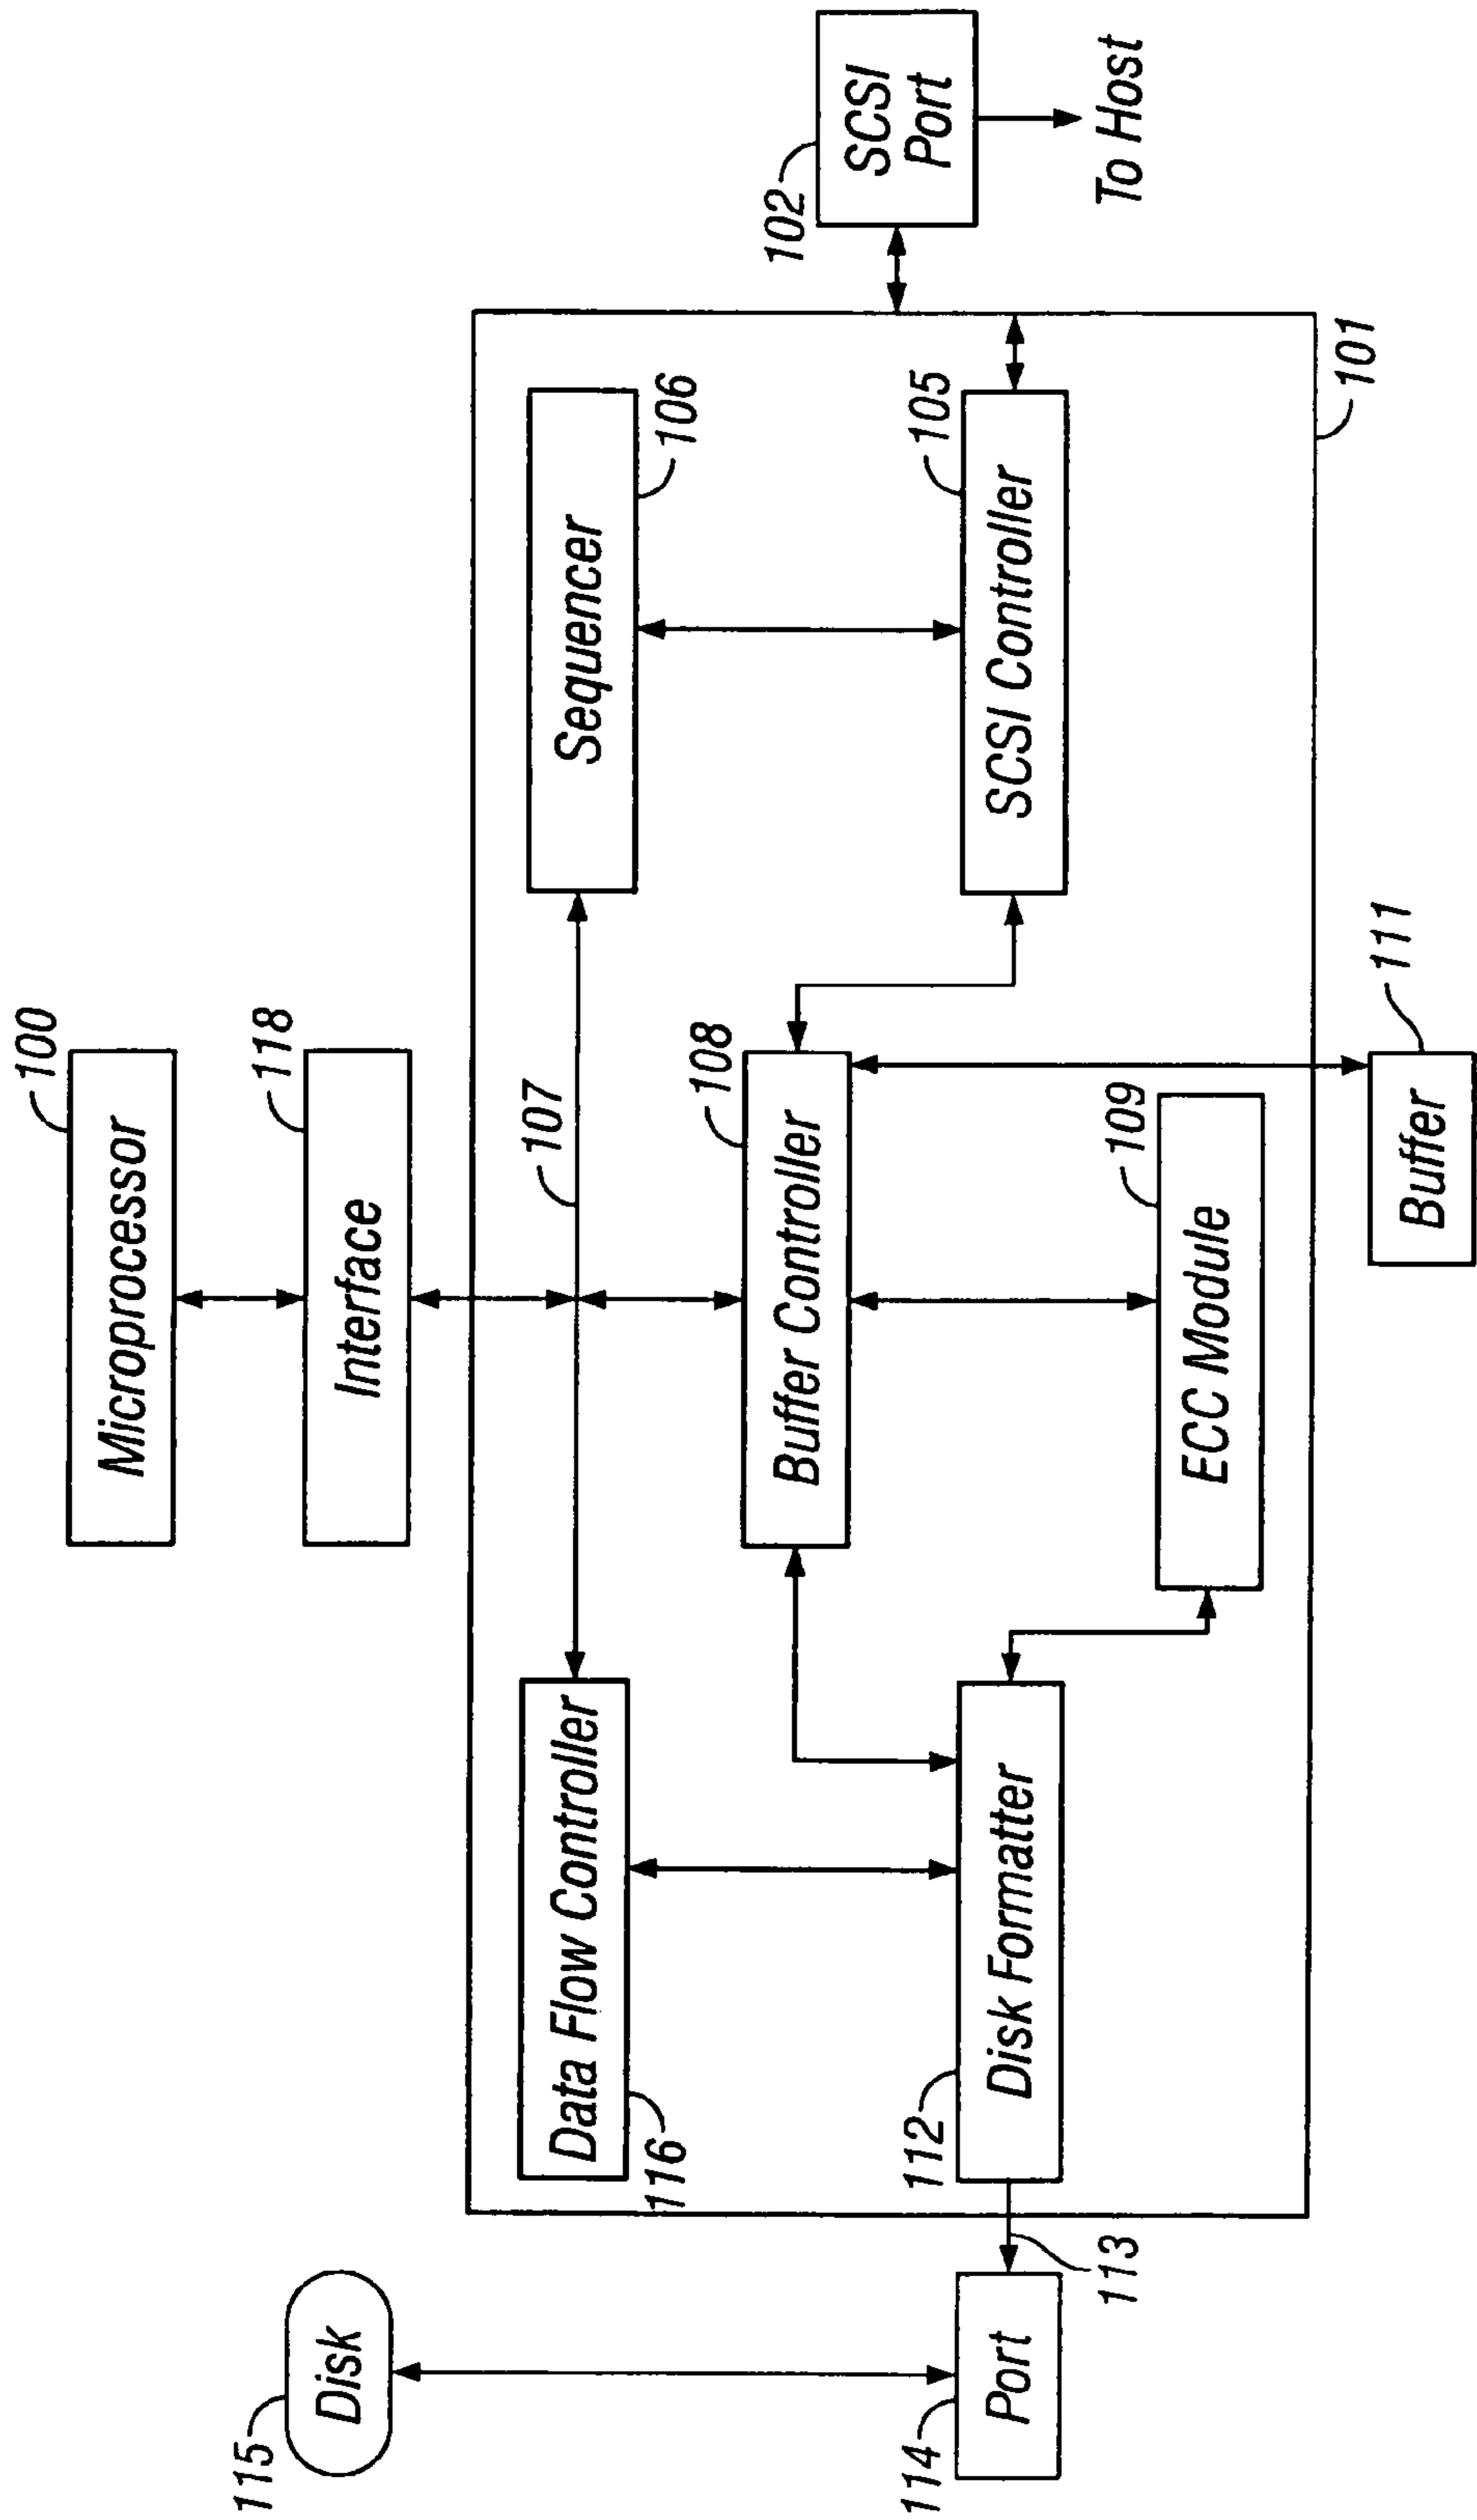 100
Microprocessor
118
Interface
115
Disk
107
Data Flow Controller
116
Sequencer
106
108
Buffer Controller
102
SCSI
Port
To Host
112
Disk Formatter
105
SCSI Controller
114
Port
113
109
ECC Module
101
111
Buffer